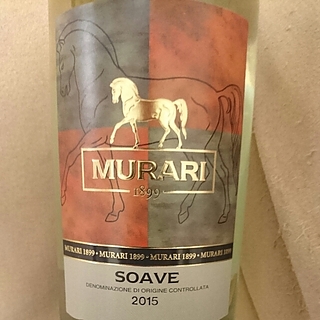 MURARI
1899
MURARI 1899 • MURARI 1899 • MURARI 1899 • MURARI 1899 •
SOAVE
DENOMINAZIONE DI ORIGINE CONTROLLATA
2015